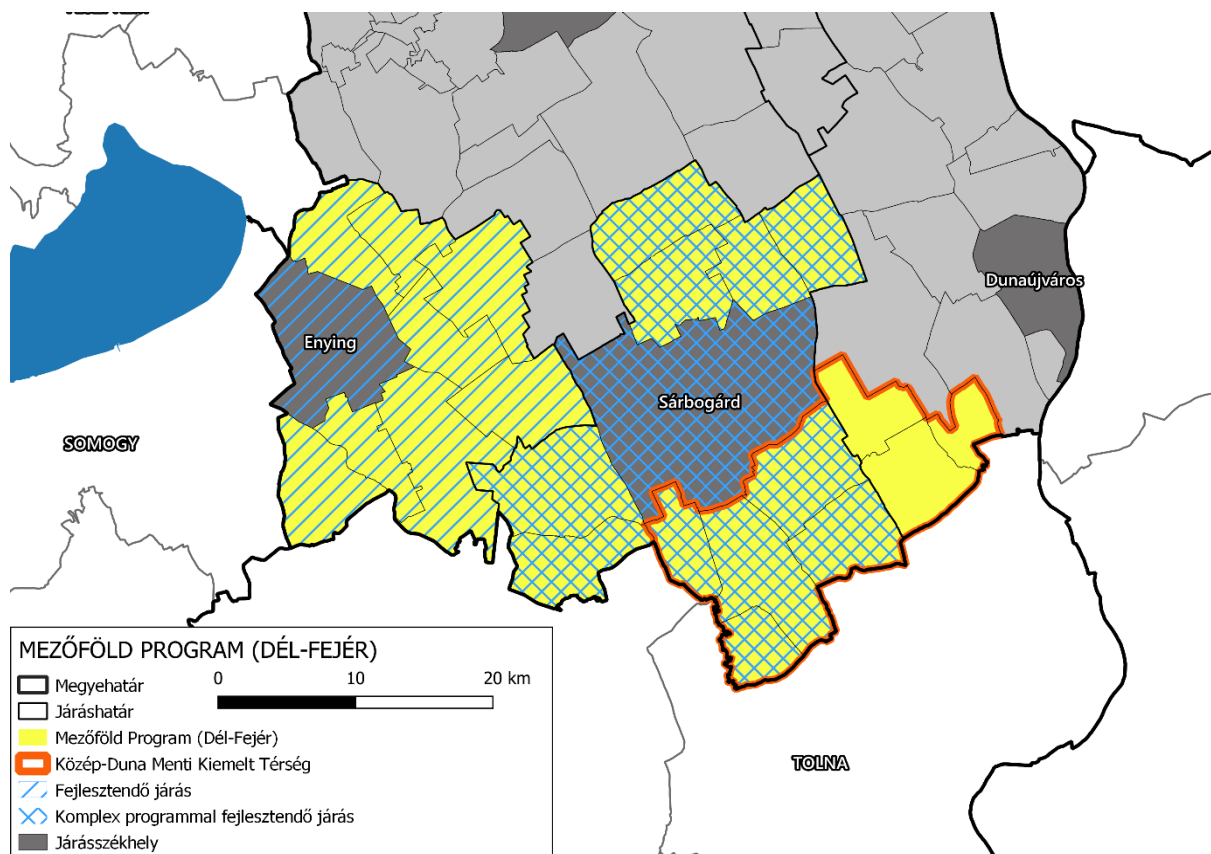 Enying
Dunaújváros
Sárbogárd
SOMOGY
TOLNA
MEZŐFÖLD PROGRAM (DÉL-FEJÉR)
Megyehatár
Járáshatár
Mezőföld Program (Dél-Fejér)
Közép-Duna Menti Kiemelt Térség
Fejlesztendő járás
Komplex programmal fejlesztendő járás
Járásszékhely
0 10 20 km